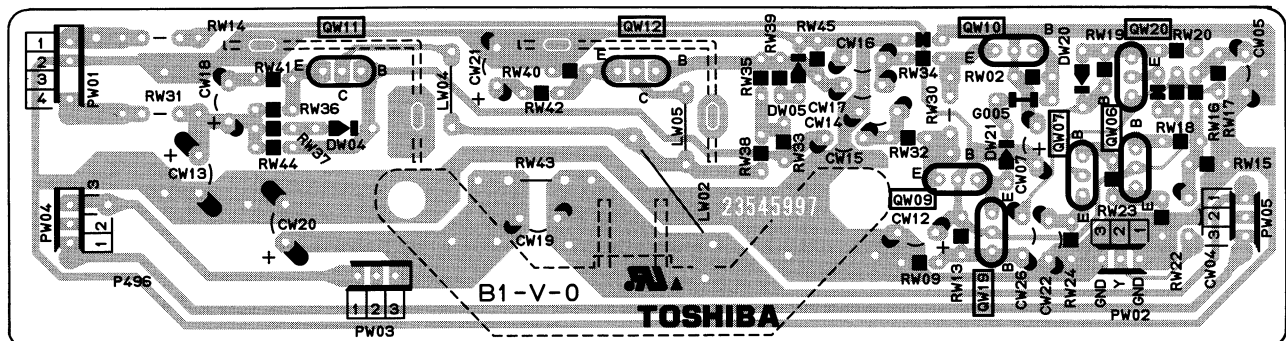 RW14
QW11
QW12
RW39
RW45
QW10
B
QW20
1
2
3
4
PW01
CW18
RW41
E
B
C
LW04
CW21
RW40
E
B
C
RW35
CW16
RW34
E
RW02
DW20
RW19
B
E
RW20
CW05
RW31
RW36
RW42
LW05
DW05
CW17
CW14
RW30
G005
B
RW16
RW17
+
RW37
DW04
RW44
+
CW13
RW43
RW38
RW33
CW15
RW32
B
DW21
+
CW07
QW07
B
QW06
B
RW18
RW15
E
QW09
LW02
23545997
PW04
3
2
1
CW20
+
CW19
CW12
+
E
E
E
RW23
3
2
1
1
2
3
PW05
P496
B1-V-0
RW09
RW13
QW19
B
CW26
CW22
RW24
GND
Y
GND
PW02
RW22
CW04
1
2
3
PW03
TOSHIBA